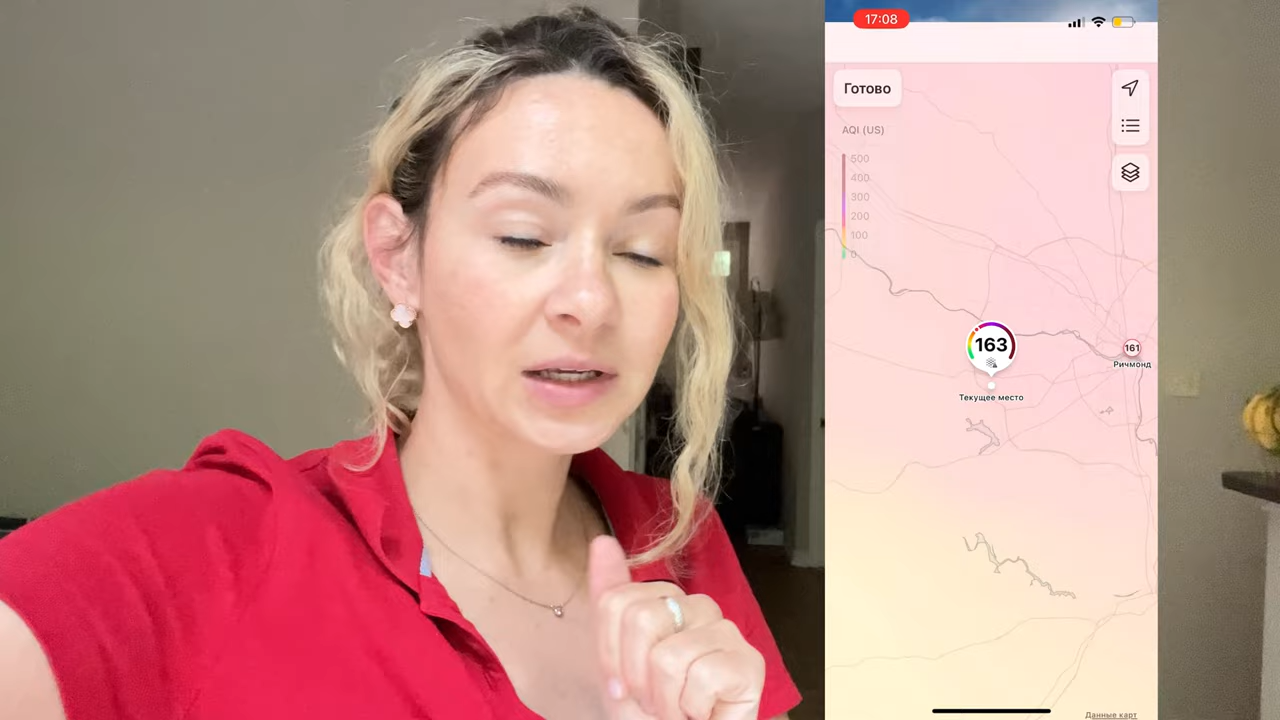 17:08
Готово
AQI (US)
500
400
300
200
100
0
163
161
Ричмонд
Текущее место
Данные карт